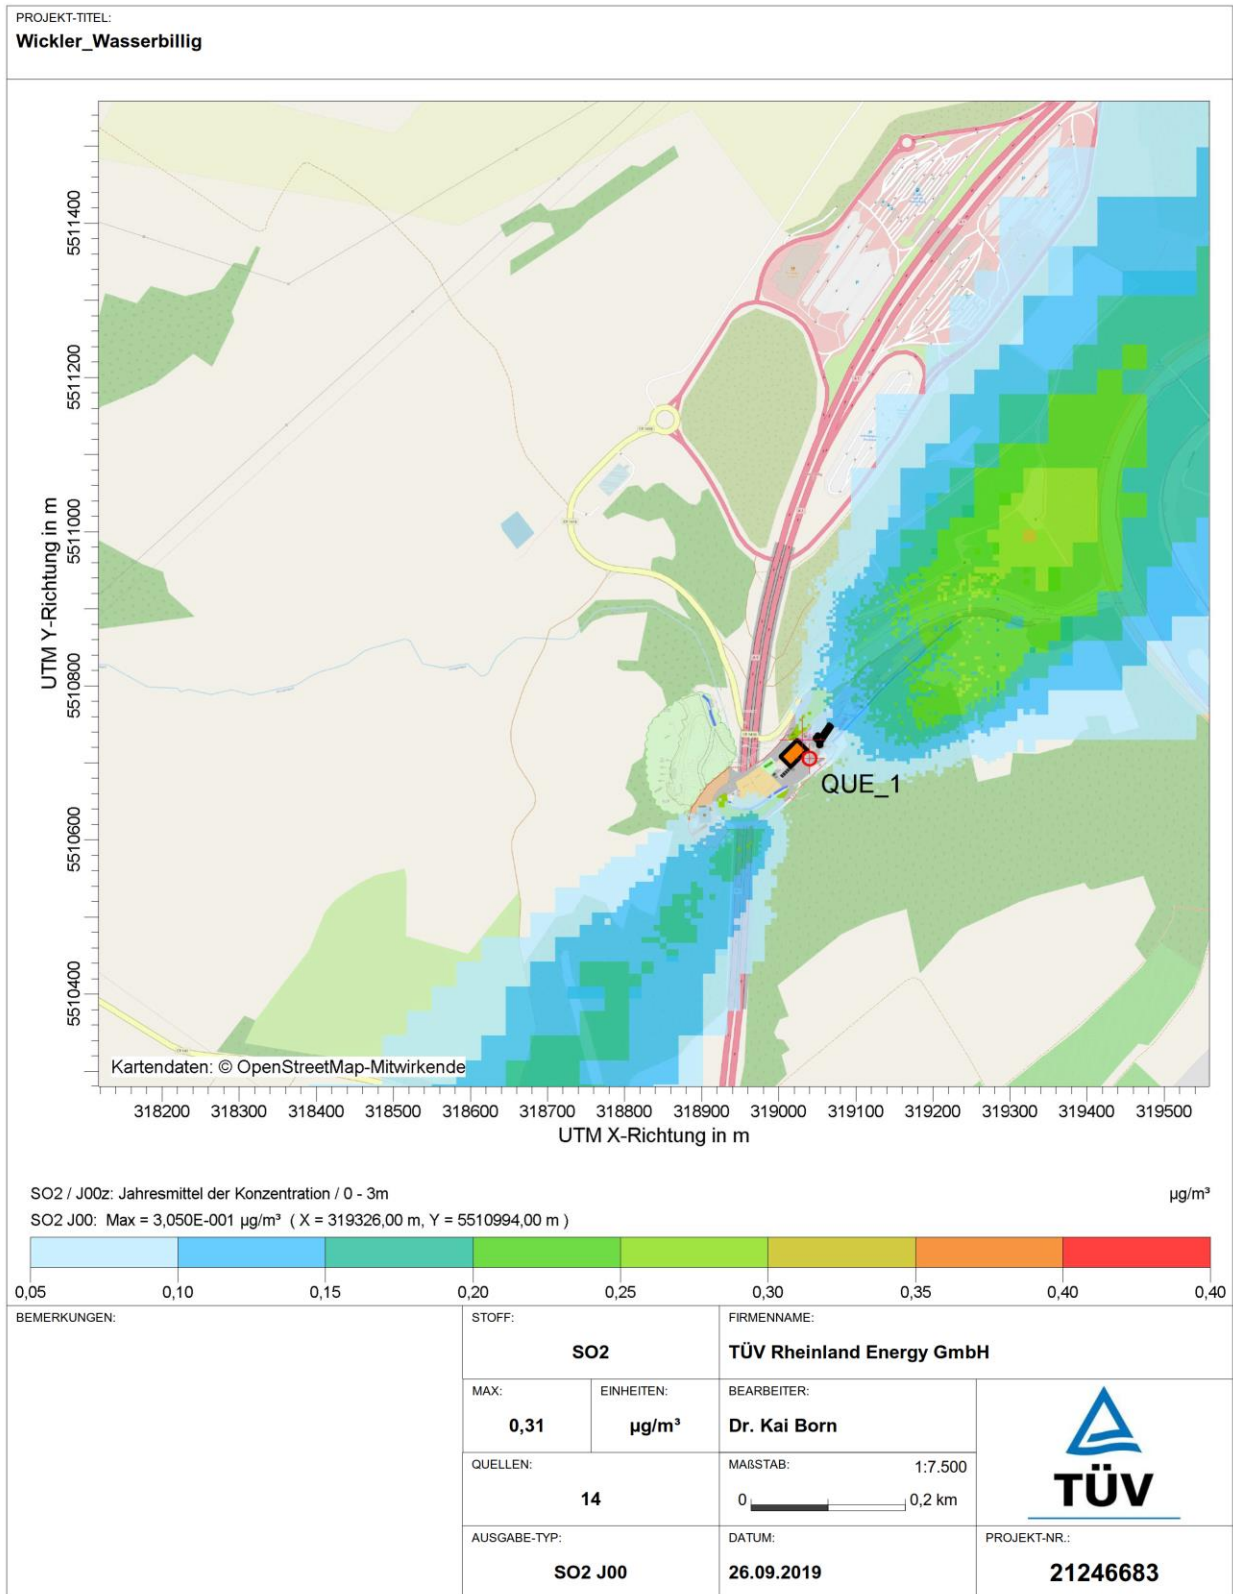 PROJEKT-TITEL:
Wickler_Wasserbillig
UTM Y-Richtung in m
5511400
5511200
5511000
5510800
5510600
5510400
QUE_1
Kartendaten: © OpenStreetMap-Mitwirkende
318200 318300 318400 318500 318600 318700 318800 318900 319000 319100 319200 319300 319400 319500
UTM X-Richtung in m
SO2 / J00z: Jahresmittel der Konzentration / 0 - 3m µg/m³
SO2 J00: Max = 3,050E-001 µg/m³ ( X = 319326,00 m, Y = 5510994,00 m )
0,05 0,10 0,15 0,20 0,25 0,30 0,35 0,40 0,40
BEMERKUNGEN:
STOFF:
SO2
FIRMENNAME:
TÜV Rheinland Energy GmbH
MAX:
0,31
EINHEITEN:
µg/m³
BEARBEITER:
Dr. Kai Born
QUELLEN:
14
MAßSTAB: 1:7.500
0 0,2 km
TÜV
AUSGABE-TYP:
SO2 J00
DATUM:
26.09.2019
PROJEKT-NR.:
21246683